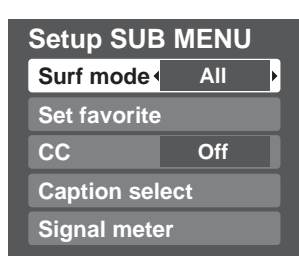 Setup SUB MENU
Surf mode All
Set favorite
CC Off
Caption select
Signal meter